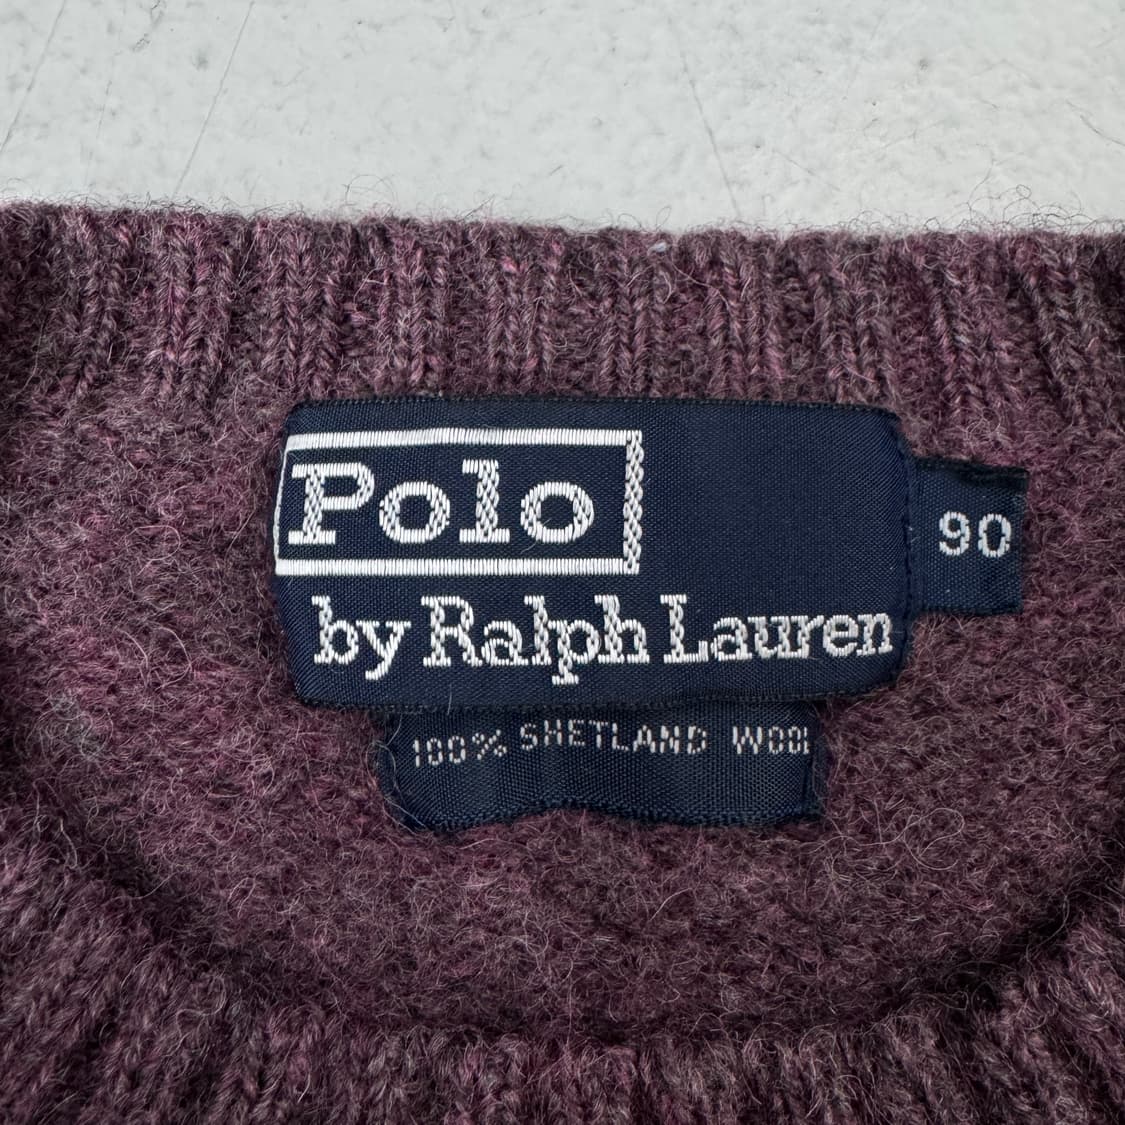 Polo
by Ralph Lauren
90
100% SHETLAND WOOL